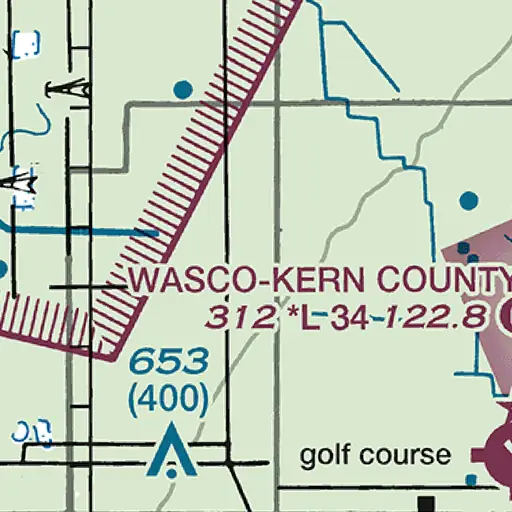 WASCO-KERN COUNTY
312 *L-34-122.8
653
(400)
golf course